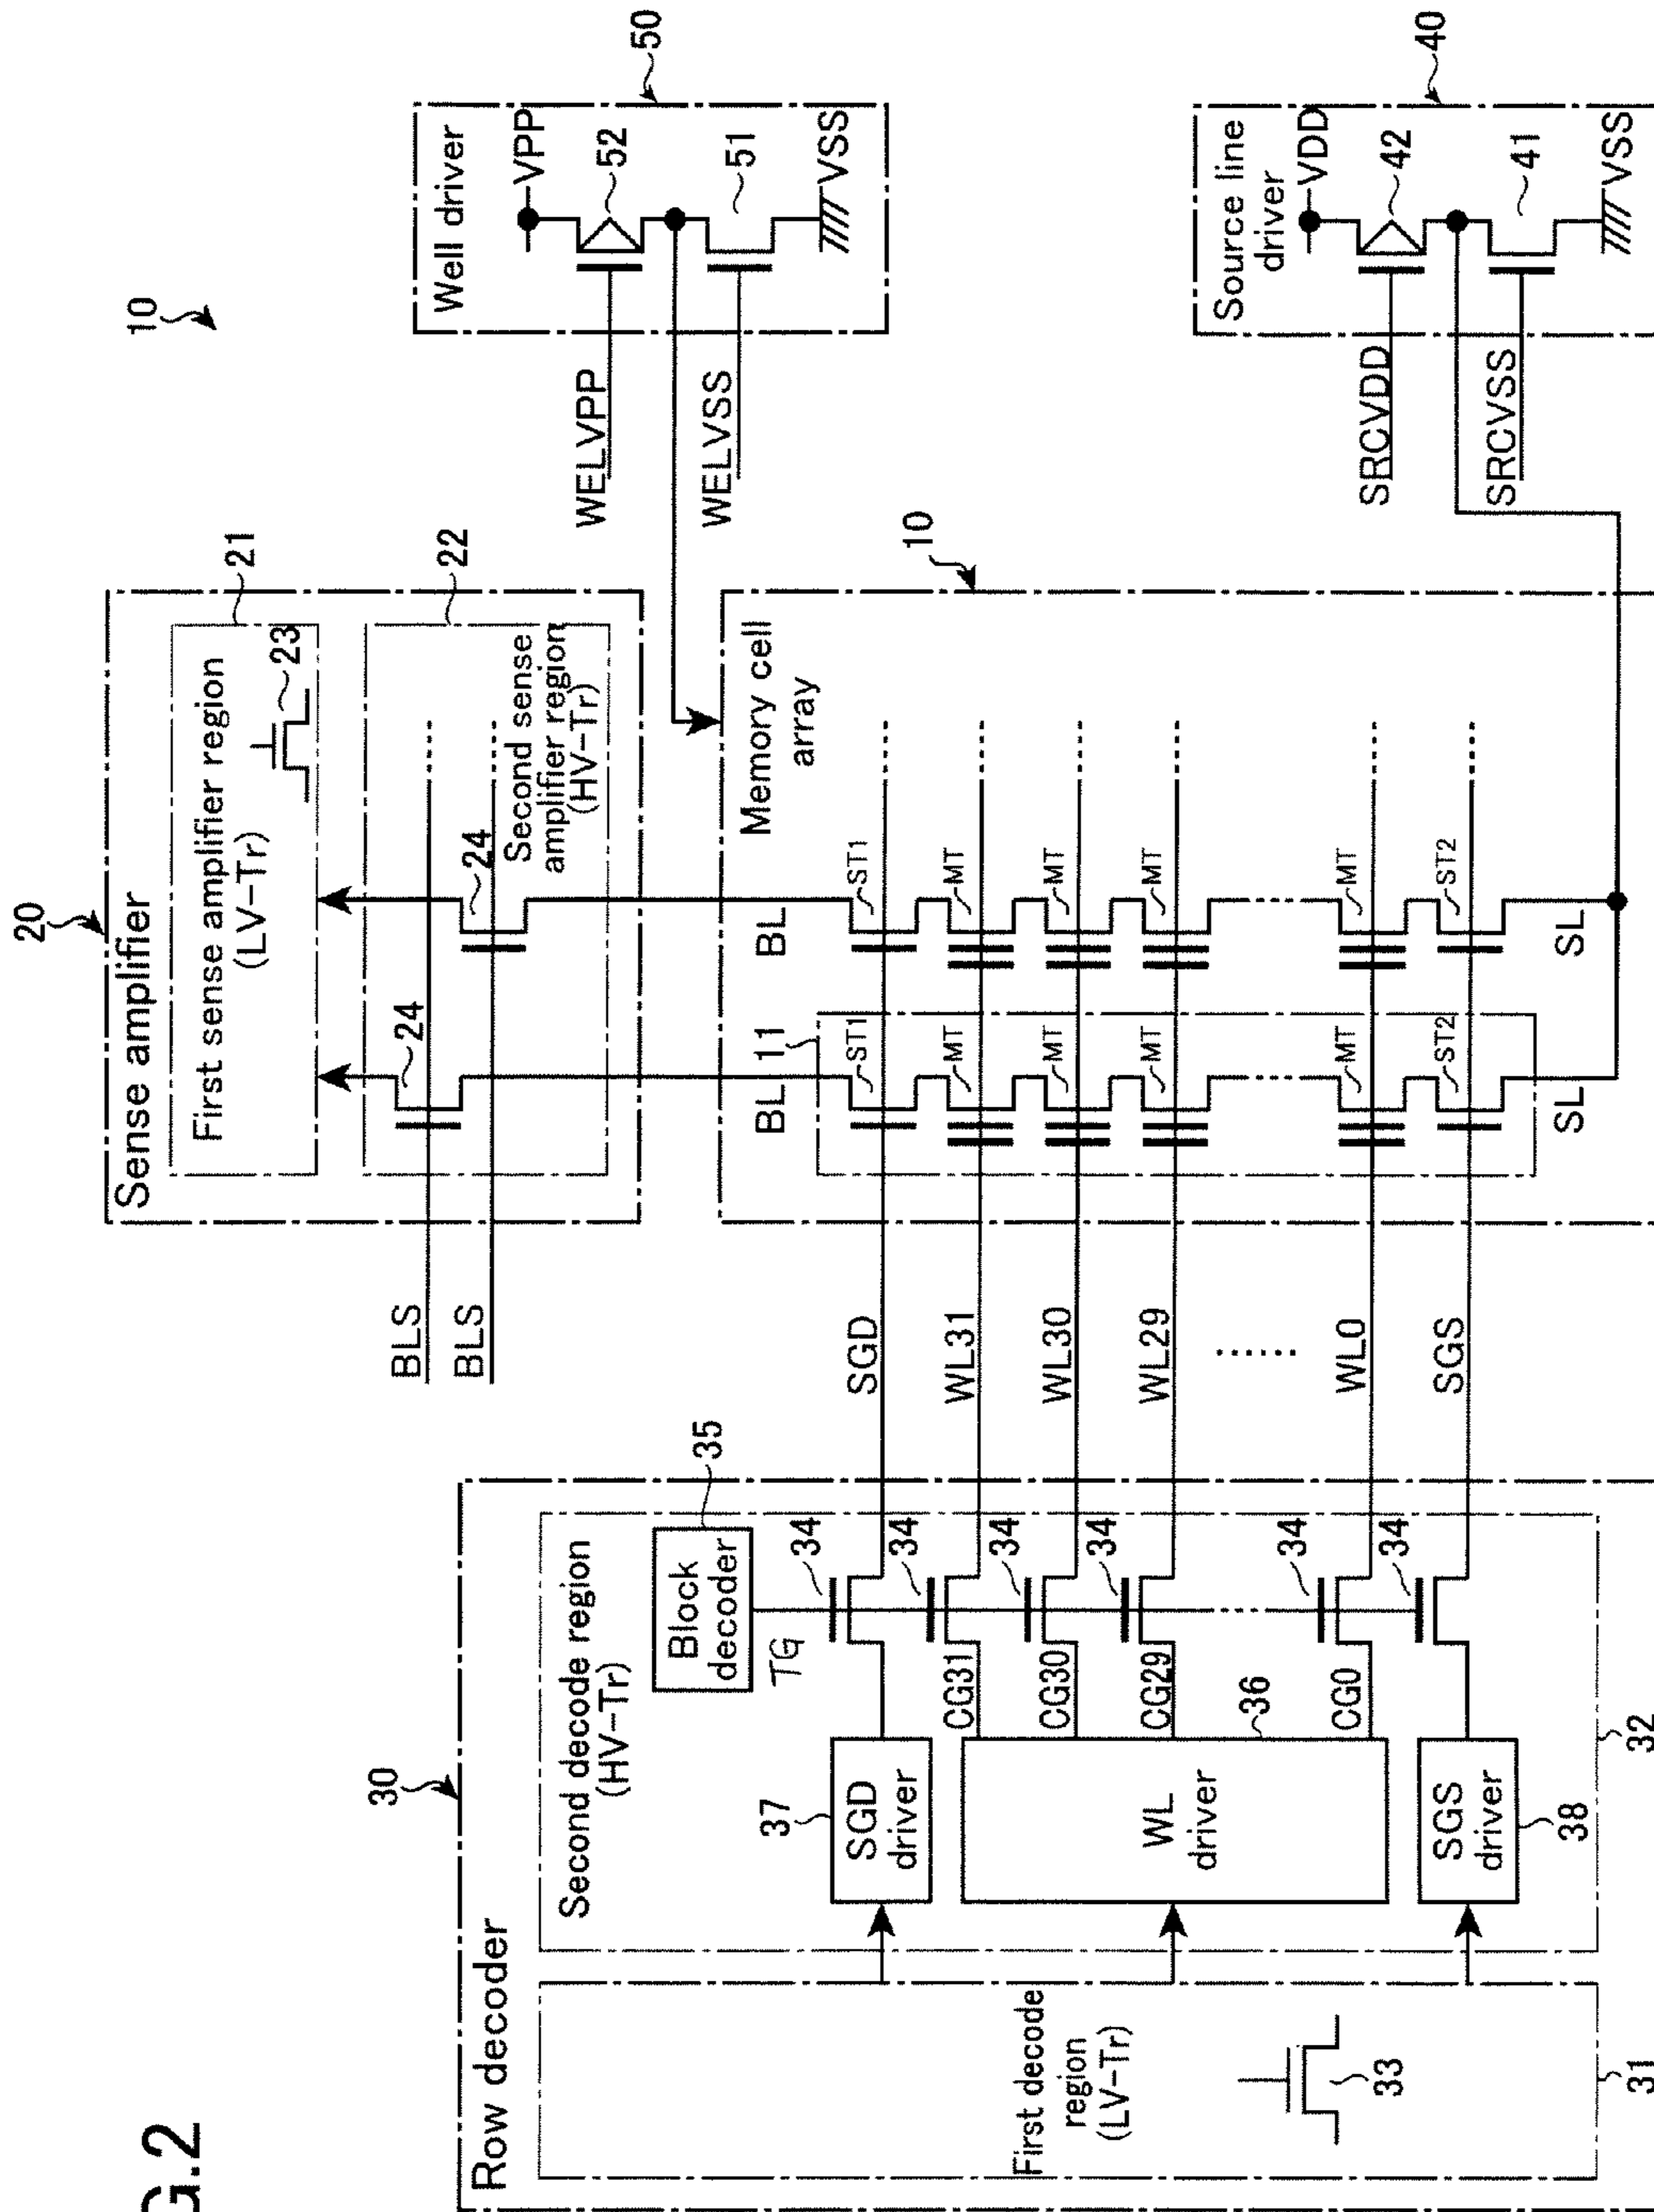 G.2
10
20
Sense amplifier
First sense amplifier region
(LV-Tr)
21
23
22
24
24
Second sense
amplifier region
(HV-Tr)
BLS
BLS
50
Well driver
VPP
52
51
VSS
WELVPP
WELVSS
30
Row decoder
Second decode region
(HV-Tr)
Block
decoder
35
TG
34
34
34
34
34
34
37
SGD
driver
CG31
CG30
CG29
CG0
36
WL
driver
SGS
driver
38
32
First decode
region
(LV-Tr)
33
31
SGD
WL31
WL30
WL29
......
WL0
SGS
10
Memory cell
array
BL
BL
11
ST1
ST1
MT
MT
MT
MT
MT
MT
MT
MT
ST2
ST2
SL
SL
40
Source line
driver
VDD
42
41
VSS
SRCVDD
SRCVSS